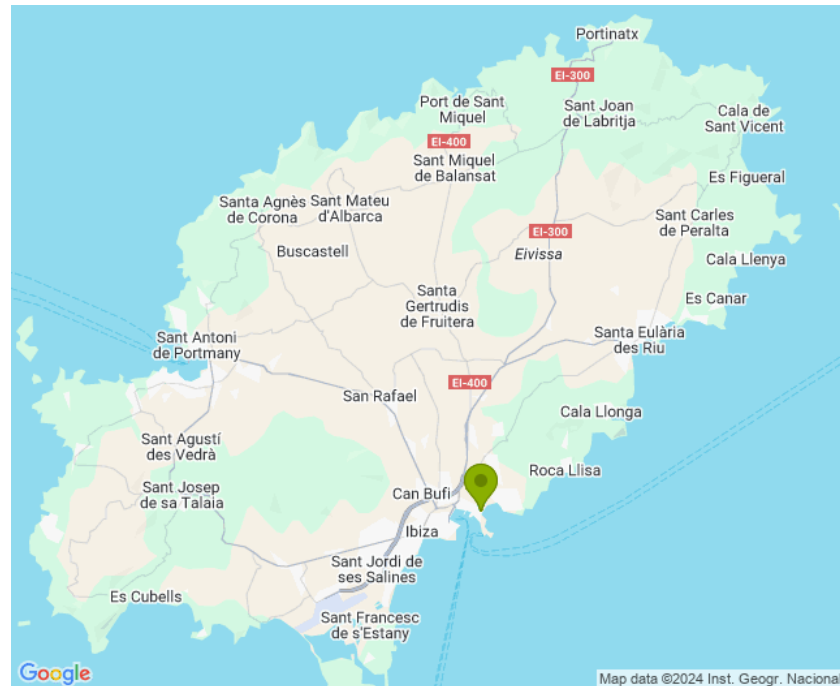 Portinatx
EI-300
Port de Sant
Miquel
Sant Joan
de Labritja
Cala de
Sant Vicent
EI-400
Sant Miquel
de Balansat
Es Figueral
Santa Agnès
de Corona
Sant Mateu
d'Albarca
Sant Carles
de Peralta
EI-300
Buscastell
Eivissa
Cala Llenya
Santa
Gertrudis
de Fruitera
Es Canar
Sant Antoni
de Portmany
Santa Eulària
des Riu
EI-400
San Rafael
Cala Llonga
Sant Agustí
des Vedrà
Roca Llisa
Sant Josep
de sa Talaia
Can Bufi
Ibiza
Sant Jordi de
ses Salines
Es Cubells
Sant Francesc
de s'Estany
Google
Map data ©2024 Inst. Geogr. Nacional